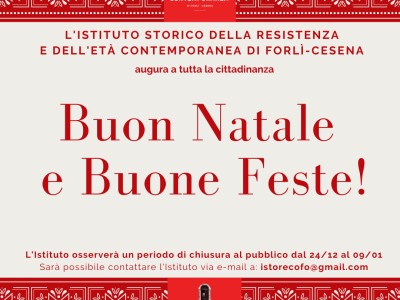 L'ISTITUTO STORICO DELLA RESISTENZA
E DELL'ETÀ CONTEMPORANEA DI FORLÌ-CESENA
augura a tutta la cittadinanza
Buon Natale
e Buone Feste!
L'Istituto osserverà un periodo di chiusura al pubblico dal 24/12 al 09/01
Sarà possibile contattare l'Istituto via e-mail a: istorecofo@gmail.com